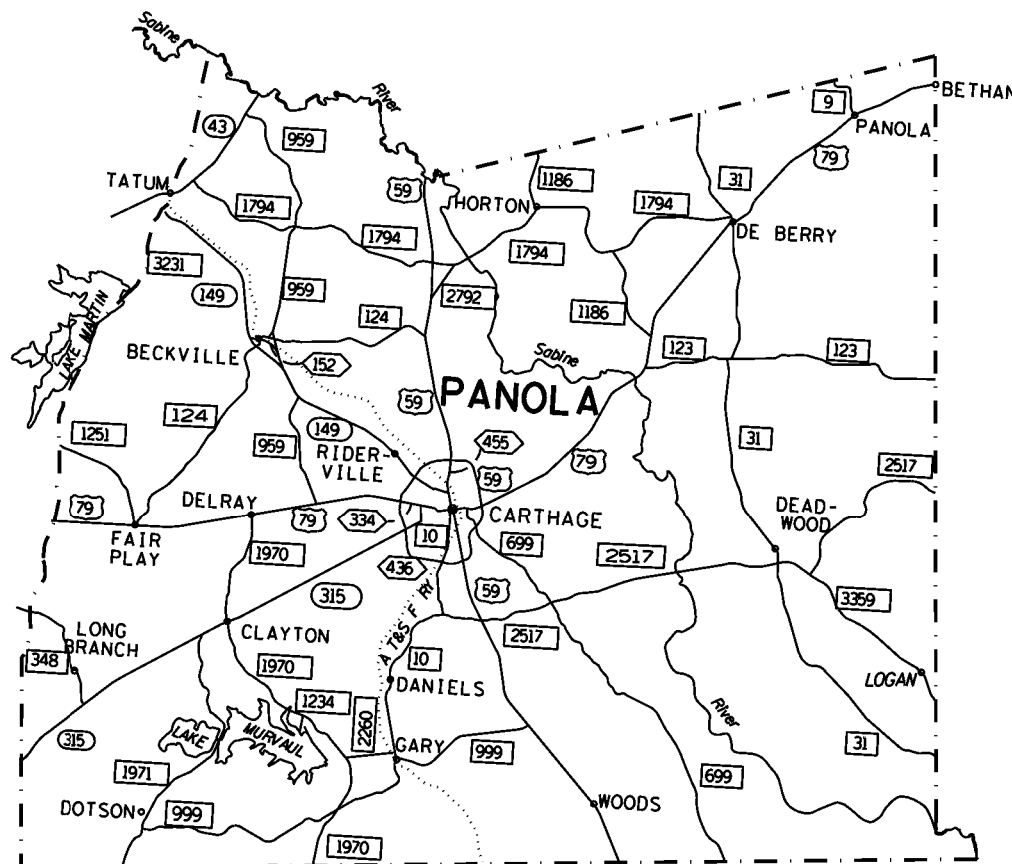 Sabine
River
BETHAN
9
PANOLA
43
959
79
TATUM
59
1186
31
HORTON
1794
1794
1794
1794
DE BERRY
3231
149
959
2792
1186
124
LAKE MARTIN
BECKVILLE
152
Sabine
123
123
PANOLA
59
124
1251
149
455
31
959
RIDER-
VILLE
59
79
2517
79
DELRAY
79
334
CARTHAGE
DEAD-
WOOD
FAIR
PLAY
10
699
1970
2517
436
315
59
3359
A T&S F RY
LONG
BRANCH
CLAYTON
2517
348
1970
10
LOGAN
DANIELS
1234
2260
River
315
LAKE
MURVAUL
GARY
999
31
1971
699
DOTSON
999
WOODS
1970